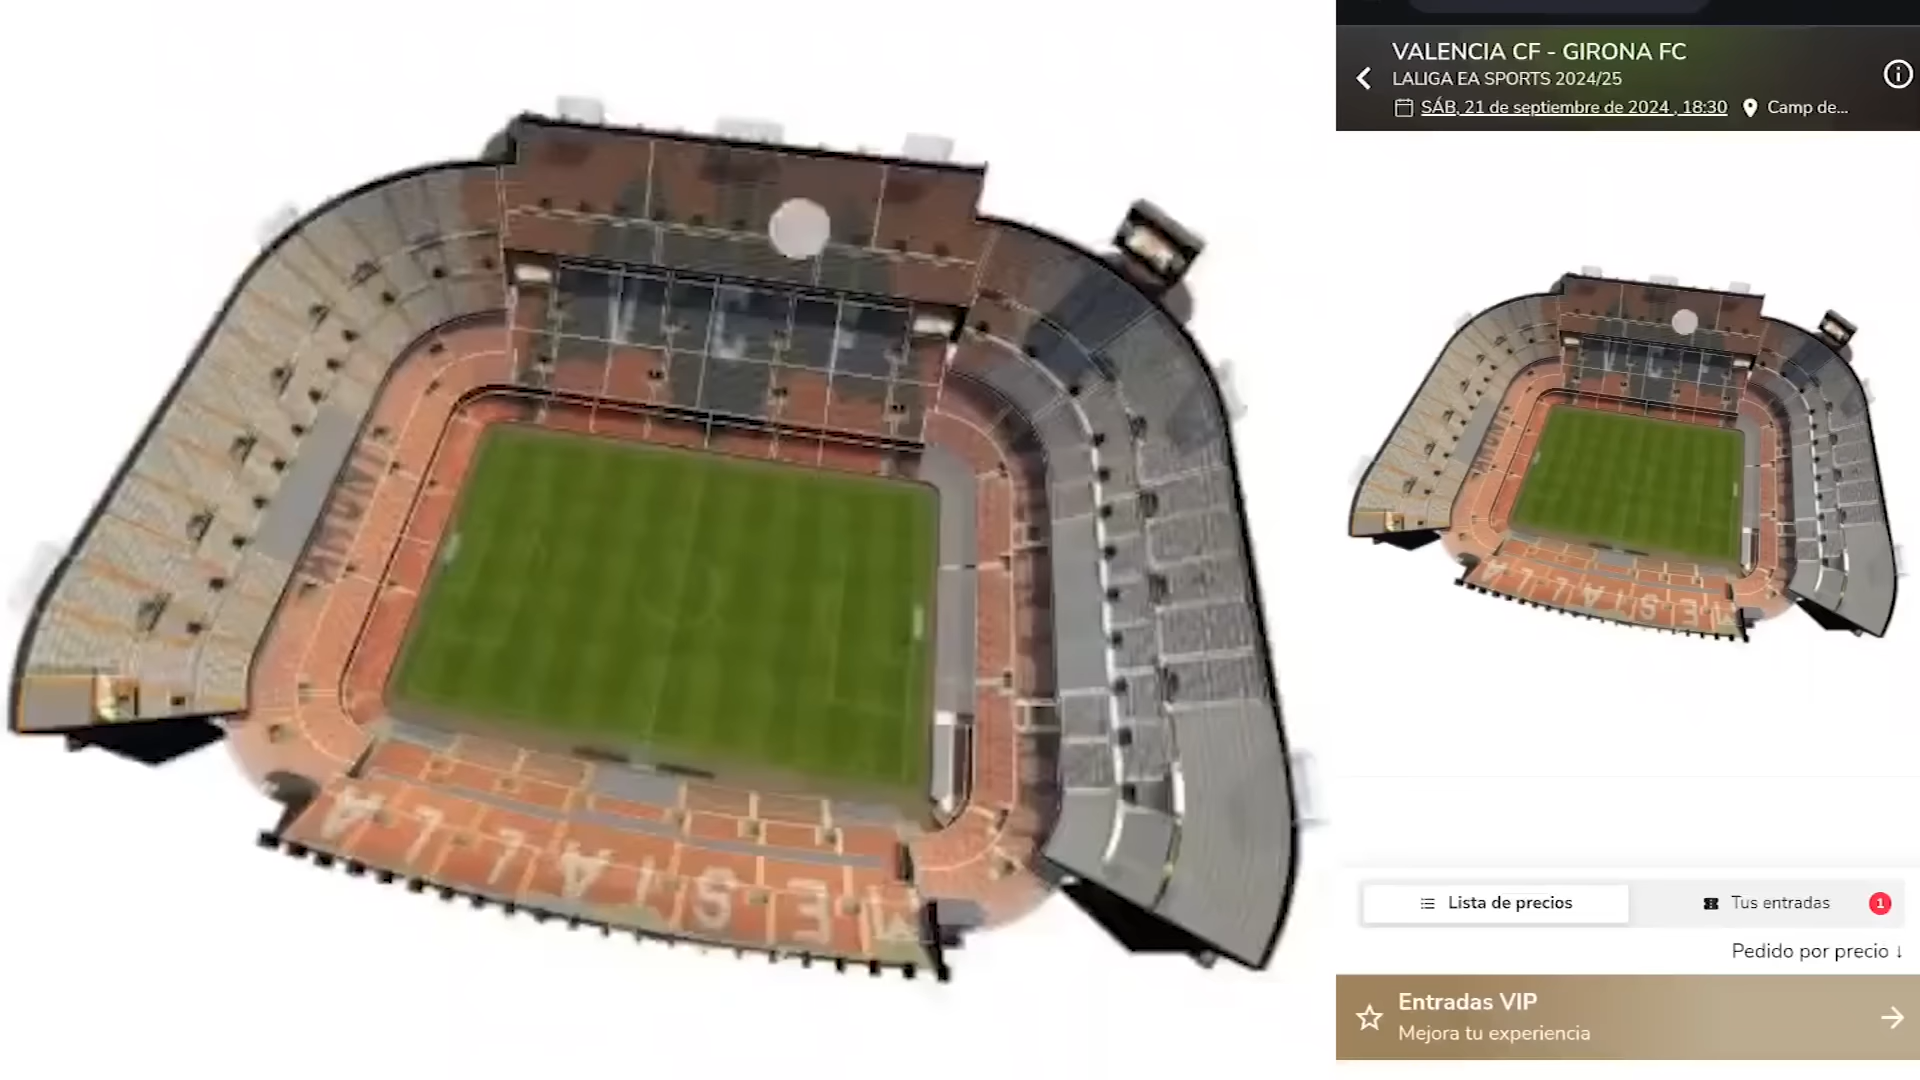 VALENCIA CF - GIRONA FC
LALIGA EA SPORTS 2024/25
SÁB, 21 de septiembre de 2024 , 18:30 Camp de...
MESTALLA
Lista de precios
Tus entradas 1
Pedido por precio ↓
Entradas VIP
Mejora tu experiencia